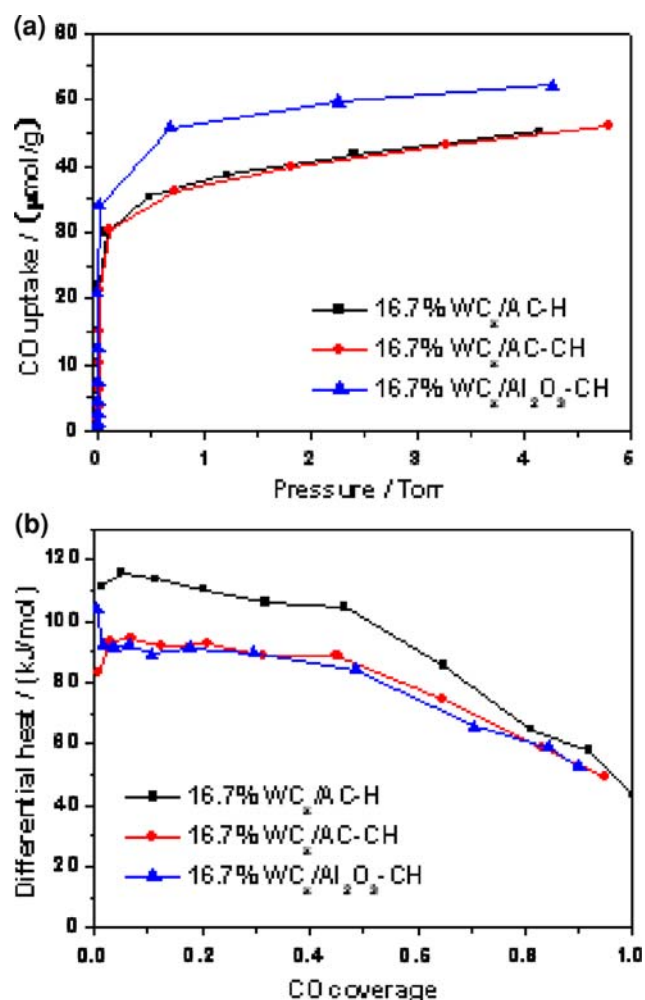 (a)
60
50
40
30
20
10
0
CO uptake / (μmol/g)
16.7% WCₓ/AC-H
16.7% WCₓ/AC-CH
16.7% WCₓ/Al₂O₃-CH
0 1 2 3 4 5
Pressure / Torr
(b)
120
100
80
60
40
20
0
Differential heat / (kJ/mol)
16.7% WCₓ/AC-H
16.7% WCₓ/AC-CH
16.7% WCₓ/Al₂O₃-CH
0.0 0.2 0.4 0.6 0.8 1.0
CO coverage